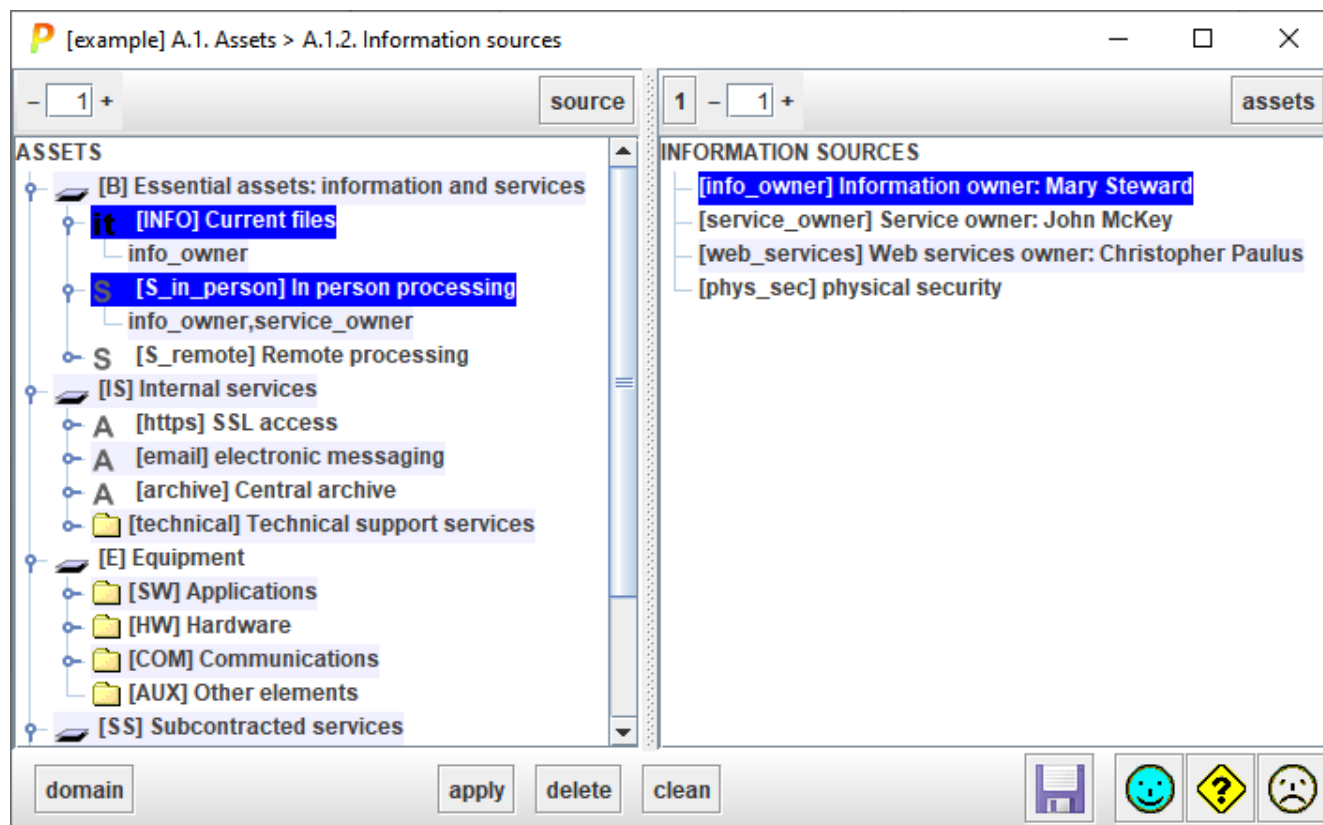 P [example] A.1. Assets > A.1.2. Information sources
– 1 + source
1 – 1 + assets
ASSETS
[B] Essential assets: information and services
it [INFO] Current files
info_owner
S [S_in_person] In person processing
info_owner,service_owner
S [S_remote] Remote processing
[IS] Internal services
A [https] SSL access
A [email] electronic messaging
A [archive] Central archive
[technical] Technical support services
[E] Equipment
[SW] Applications
[HW] Hardware
[COM] Communications
[AUX] Other elements
[SS] Subcontracted services
INFORMATION SOURCES
[info_owner] Information owner: Mary Steward
[service_owner] Service owner: John McKey
[web_services] Web services owner: Christopher Paulus
[phys_sec] physical security
domain apply delete clean ?